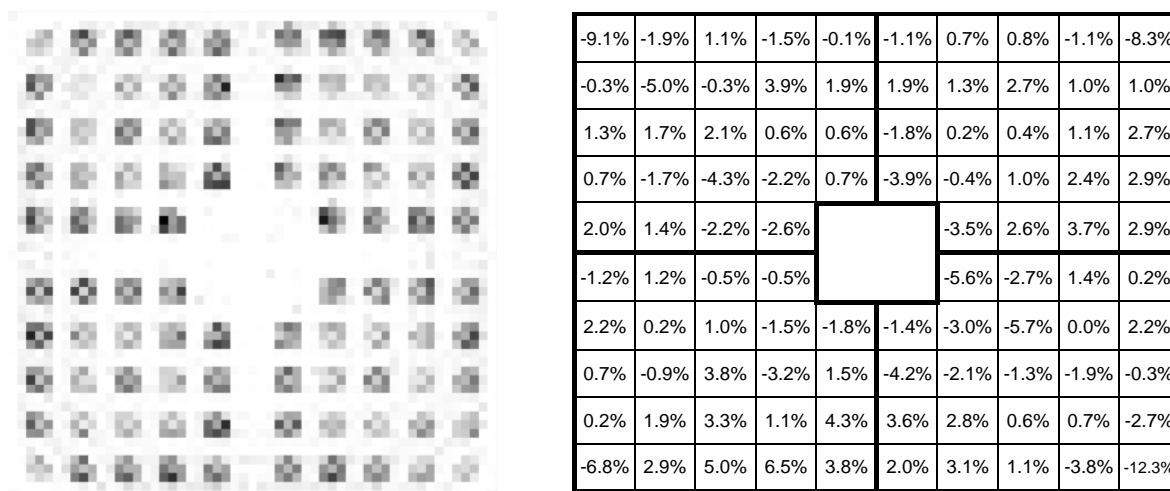 -9.1% -1.9% 1.1% -1.5% -0.1% -1.1% 0.7% 0.8% -1.1% -8.3%
-0.3% -5.0% -0.3% 3.9% 1.9% 1.9% 1.3% 2.7% 1.0% 1.0%
1.3% 1.7% 2.1% 0.6% 0.6% -1.8% 0.2% 0.4% 1.1% 2.7%
0.7% -1.7% -4.3% -2.2% 0.7% -3.9% -0.4% 1.0% 2.4% 2.9%
2.0% 1.4% -2.2% -2.6% -3.5% 2.6% 3.7% 2.9%
-1.2% 1.2% -0.5% -0.5% -5.6% -2.7% 1.4% 0.2%
2.2% 0.2% 1.0% -1.5% -1.8% -1.4% -3.0% -5.7% 0.0% 2.2%
0.7% -0.9% 3.8% -3.2% 1.5% -4.2% -2.1% -1.3% -1.9% -0.3%
0.2% 1.9% 3.3% 1.1% 4.3% 3.6% 2.8% 0.6% 0.7% -2.7%
-6.8% 2.9% 5.0% 6.5% 3.8% 2.0% 3.1% 1.1% -3.8% -12.3%